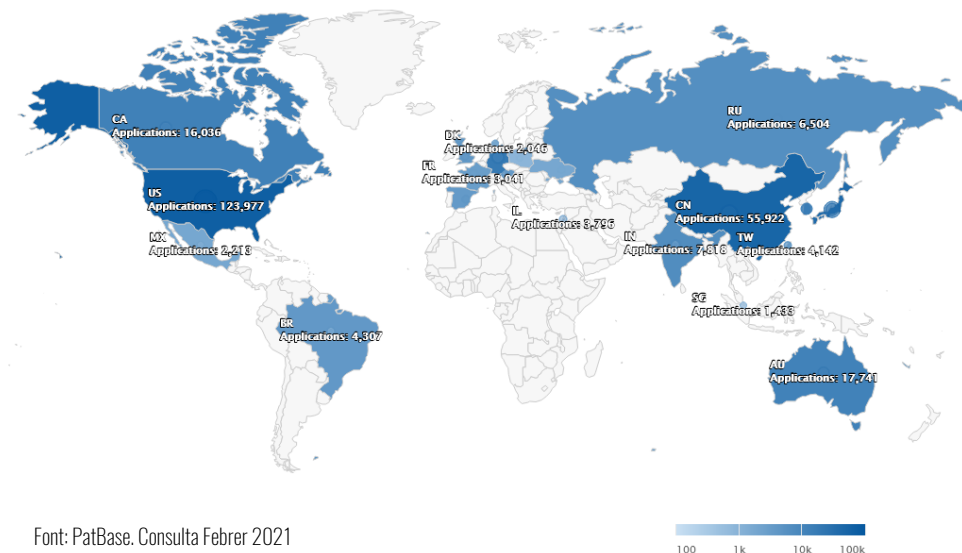 CA
Applications: 16,036
RU
Applications: 6,504
DK
Applications: 2,046
FR
Applications: 3,041
US
Applications: 123,977
CN
Applications: 55,922
IL
Applications: 3,796
MX
Applications: 2,213
IN
Applications: 7,818
TW
Applications: 4,142
SG
Applications: 1,433
BR
Applications: 4,307
AU
Applications: 17,741
Font: PatBase. Consulta Febrer 2021
100 1k 10k 100k